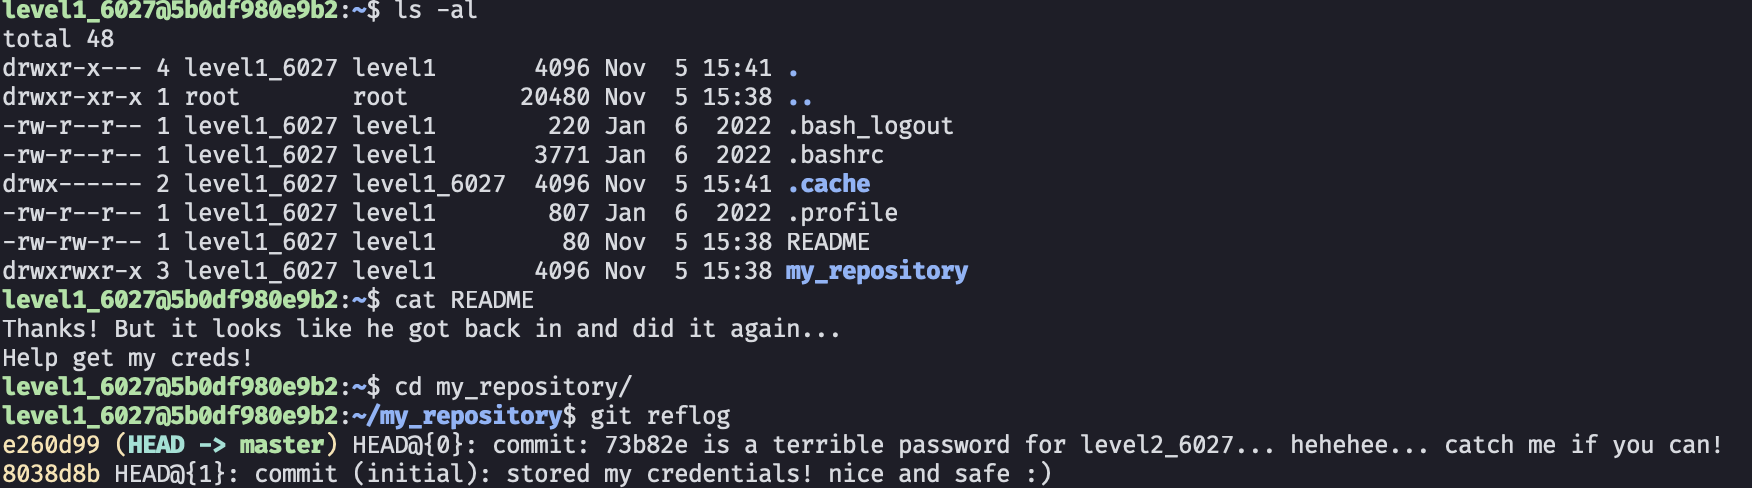 level1_6027@5b0df980e9b2:~$ ls -al
total 48
drwxr-x--- 4 level1_6027 level1       4096 Nov  5 15:41 .
drwxr-xr-x 1 root        root        20480 Nov  5 15:38 ..
-rw-r--r-- 1 level1_6027 level1        220 Jan  6  2022 .bash_logout
-rw-r--r-- 1 level1_6027 level1       3771 Jan  6  2022 .bashrc
drwx------ 2 level1_6027 level1_6027  4096 Nov  5 15:41 .cache
-rw-r--r-- 1 level1_6027 level1        807 Jan  6  2022 .profile
-rw-rw-r-- 1 level1_6027 level1         80 Nov  5 15:38 README
drwxrwxr-x 3 level1_6027 level1       4096 Nov  5 15:38 my_repository
level1_6027@5b0df980e9b2:~$ cat README
Thanks! But it looks like he got back in and did it again...
Help get my creds!
level1_6027@5b0df980e9b2:~$ cd my_repository/
level1_6027@5b0df980e9b2:~/my_repository$ git reflog
e260d99 (HEAD -> master) HEAD@{0}: commit: 73b82e is a terrible password for level2_6027... hehehee... catch me if you can!
8038d8b HEAD@{1}: commit (initial): stored my credentials! nice and safe :)